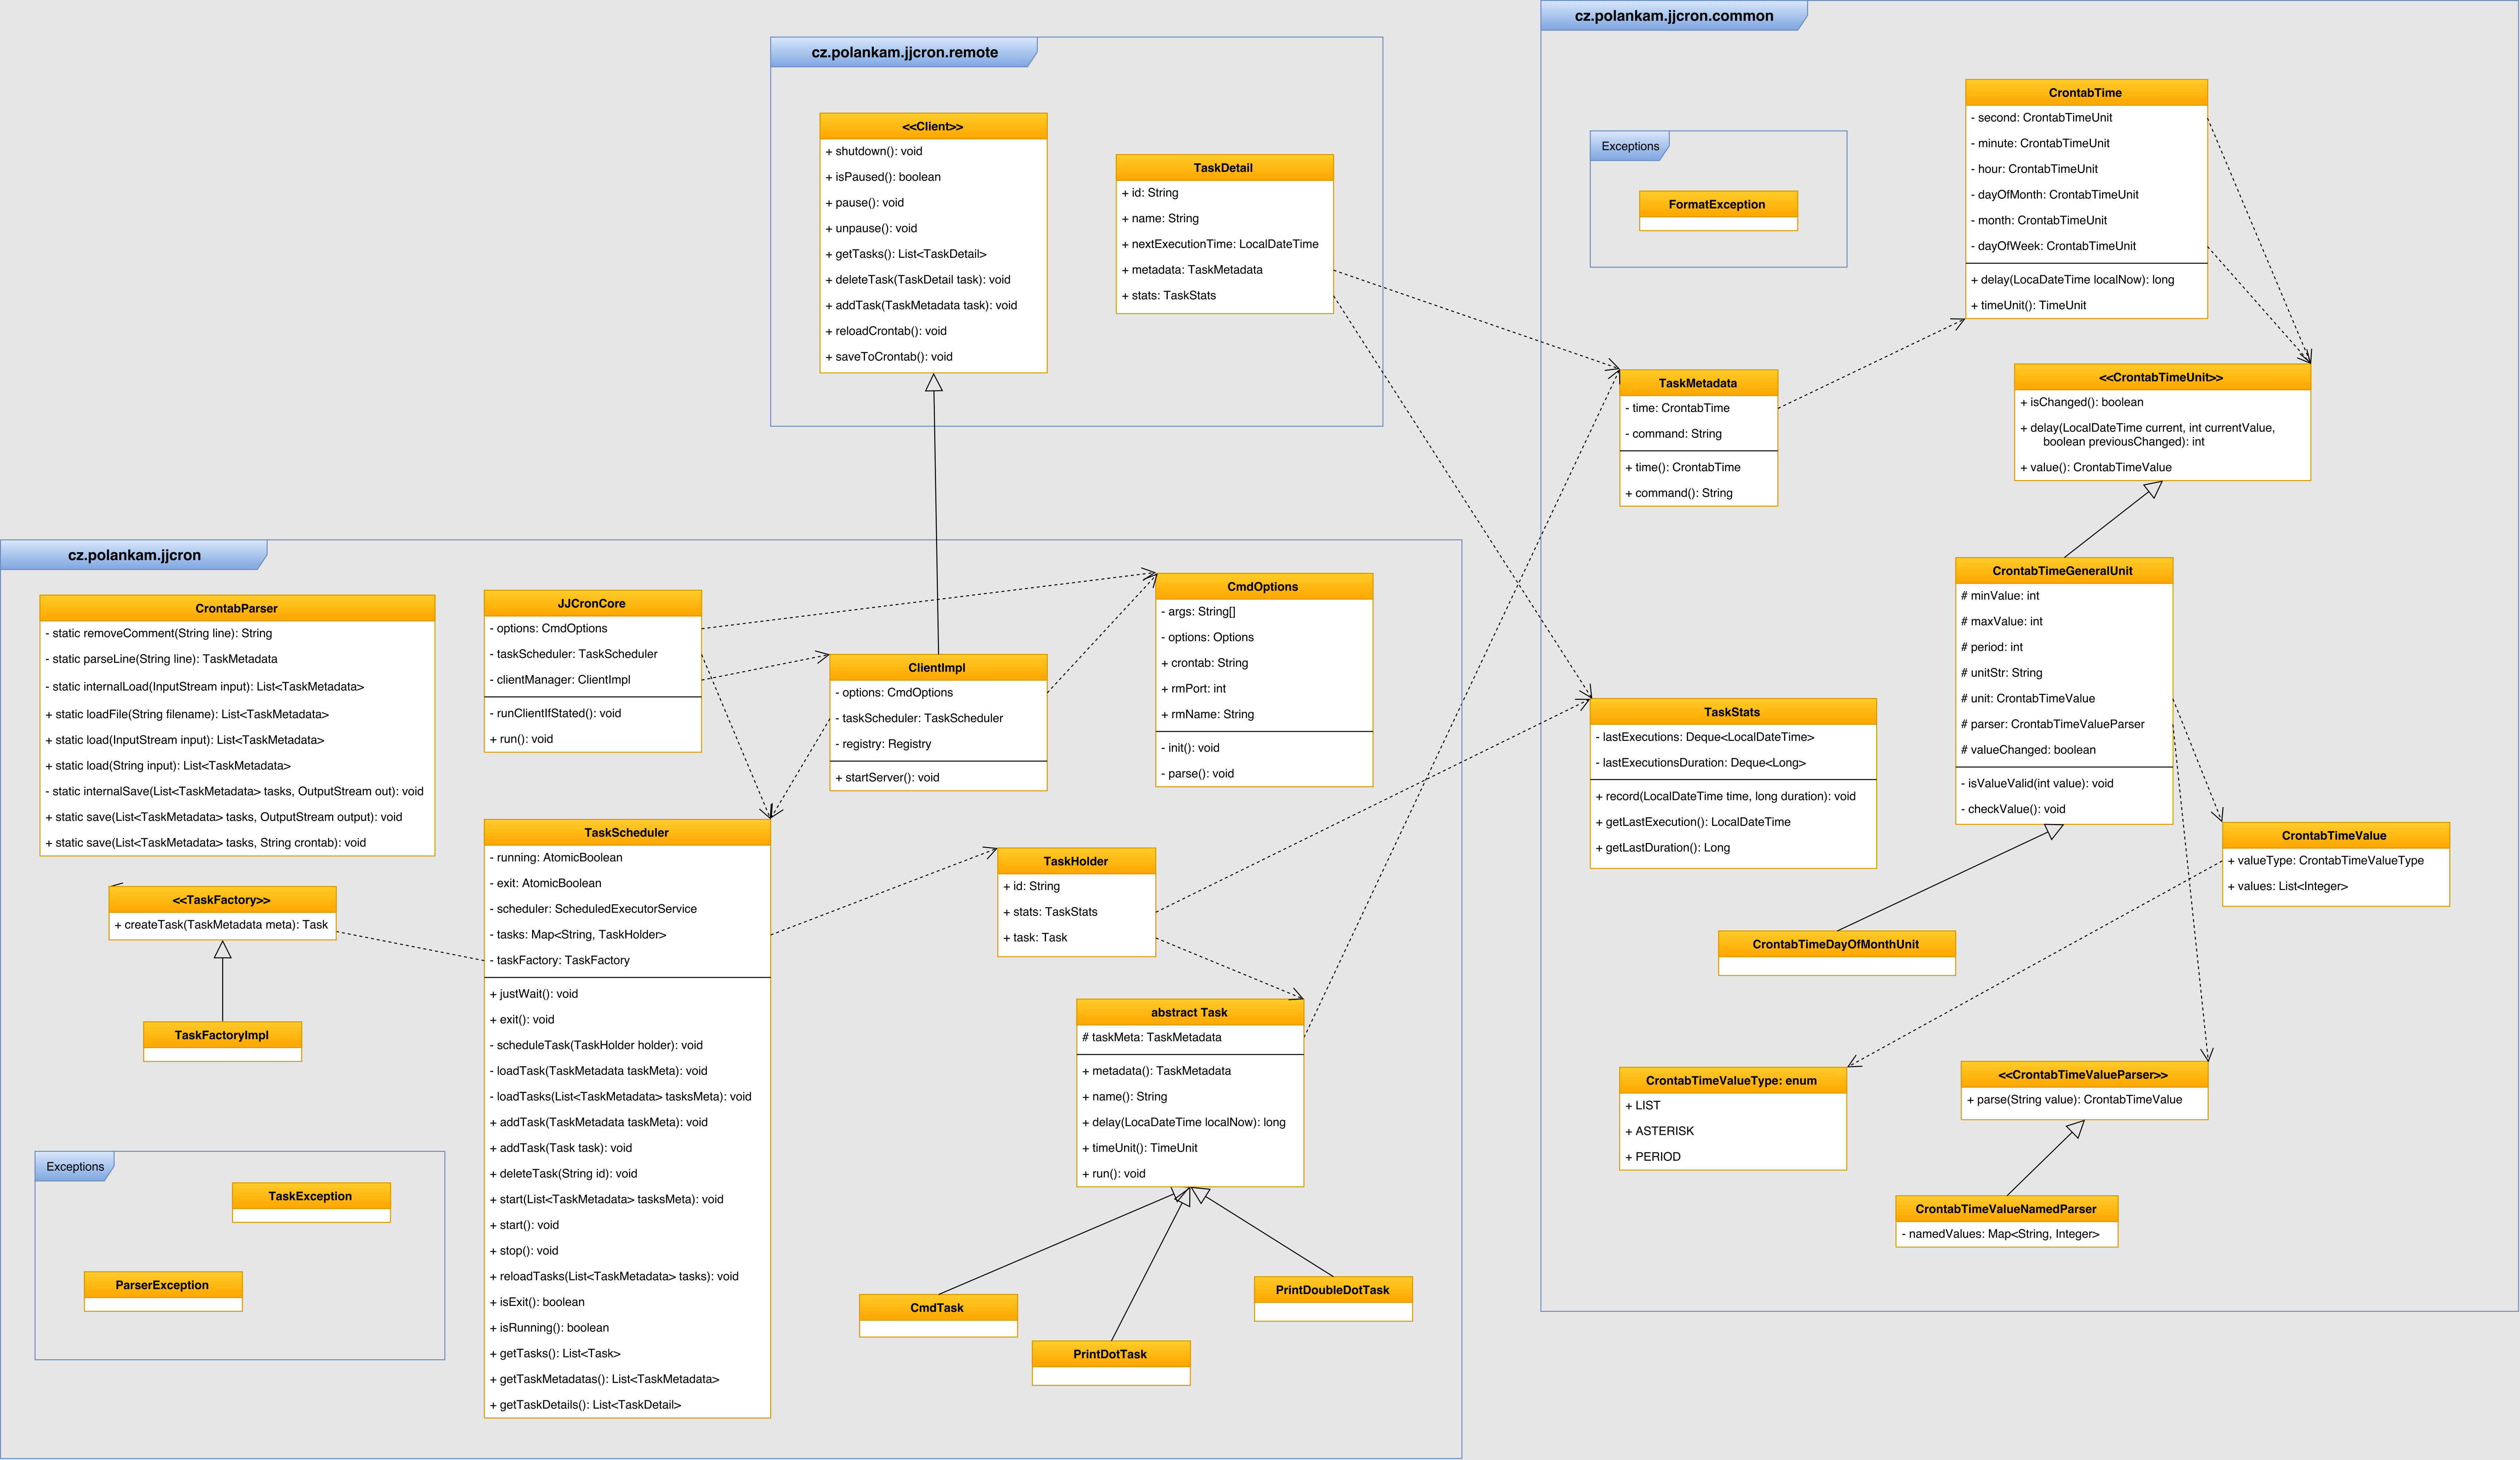 cz.polankam.jjcron.remote
<<Client>>
+ shutdown(): void
+ isPaused(): boolean
+ pause(): void
+ unpause(): void
+ getTasks(): List<TaskDetail>
+ deleteTask(TaskDetail task): void
+ addTask(TaskMetadata task): void
+ reloadCrontab(): void
+ saveToCrontab(): void
TaskDetail
+ id: String
+ name: String
+ nextExecutionTime: LocalDateTime
+ metadata: TaskMetadata
+ stats: TaskStats
cz.polankam.jjcron.common
Exceptions
FormatException
CrontabTime
- second: CrontabTimeUnit
- minute: CrontabTimeUnit
- hour: CrontabTimeUnit
- dayOfMonth: CrontabTimeUnit
- month: CrontabTimeUnit
- dayOfWeek: CrontabTimeUnit
+ delay(LocaDateTime localNow): long
+ timeUnit(): TimeUnit
TaskMetadata
- time: CrontabTime
- command: String
+ time(): CrontabTime
+ command(): String
<<CrontabTimeUnit>>
+ isChanged(): boolean
+ delay(LocalDateTime current, int currentValue,
boolean previousChanged): int
+ value(): CrontabTimeValue
CrontabTimeGeneralUnit
# minValue: int
# maxValue: int
# period: int
# unitStr: String
# unit: CrontabTimeValue
# parser: CrontabTimeValueParser
# valueChanged: boolean
- isValueValid(int value): void
- checkValue(): void
TaskStats
- lastExecutions: Deque<LocalDateTime>
- lastExecutionsDuration: Deque<Long>
+ record(LocalDateTime time, long duration): void
+ getLastExecution(): LocalDateTime
+ getLastDuration(): Long
CrontabTimeValue
+ valueType: CrontabTimeValueType
+ values: List<Integer>
CrontabTimeDayOfMonthUnit
CrontabTimeValueType: enum
+ LIST
+ ASTERISK
+ PERIOD
<<CrontabTimeValueParser>>
+ parse(String value): CrontabTimeValue
CrontabTimeValueNamedParser
- namedValues: Map<String, Integer>
cz.polankam.jjcron
CrontabParser
- static removeComment(String line): String
- static parseLine(String line): TaskMetadata
- static internalLoad(InputStream input): List<TaskMetadata>
+ static loadFile(String filename): List<TaskMetadata>
+ static load(InputStream input): List<TaskMetadata>
+ static load(String input): List<TaskMetadata>
- static internalSave(List<TaskMetadata> tasks, OutputStream out): void
+ static save(List<TaskMetadata> tasks, OutputStream output): void
+ static save(List<TaskMetadata> tasks, String crontab): void
<<TaskFactory>>
+ createTask(TaskMetadata meta): Task
TaskFactoryImpl
Exceptions
TaskException
ParserException
JJCronCore
- options: CmdOptions
- taskScheduler: TaskScheduler
- clientManager: ClientImpl
- runClientIfStated(): void
+ run(): void
ClientImpl
- options: CmdOptions
- taskScheduler: TaskScheduler
- registry: Registry
+ startServer(): void
CmdOptions
- args: String[]
- options: Options
+ crontab: String
+ rmPort: int
+ rmName: String
- init(): void
- parse(): void
TaskScheduler
- running: AtomicBoolean
- exit: AtomicBoolean
- scheduler: ScheduledExecutorService
- tasks: Map<String, TaskHolder>
- taskFactory: TaskFactory
+ justWait(): void
+ exit(): void
- scheduleTask(TaskHolder holder): void
- loadTask(TaskMetadata taskMeta): void
- loadTasks(List<TaskMetadata> tasksMeta): void
+ addTask(TaskMetadata taskMeta): void
+ addTask(Task task): void
+ deleteTask(String id): void
+ start(List<TaskMetadata> tasksMeta): void
+ start(): void
+ stop(): void
+ reloadTasks(List<TaskMetadata> tasks): void
+ isExit(): boolean
+ isRunning(): boolean
+ getTasks(): List<Task>
+ getTaskMetadatas(): List<TaskMetadata>
+ getTaskDetails(): List<TaskDetail>
TaskHolder
+ id: String
+ stats: TaskStats
+ task: Task
abstract Task
# taskMeta: TaskMetadata
+ metadata(): TaskMetadata
+ name(): String
+ delay(LocaDateTime localNow): long
+ timeUnit(): TimeUnit
+ run(): void
CmdTask
PrintDotTask
PrintDoubleDotTask